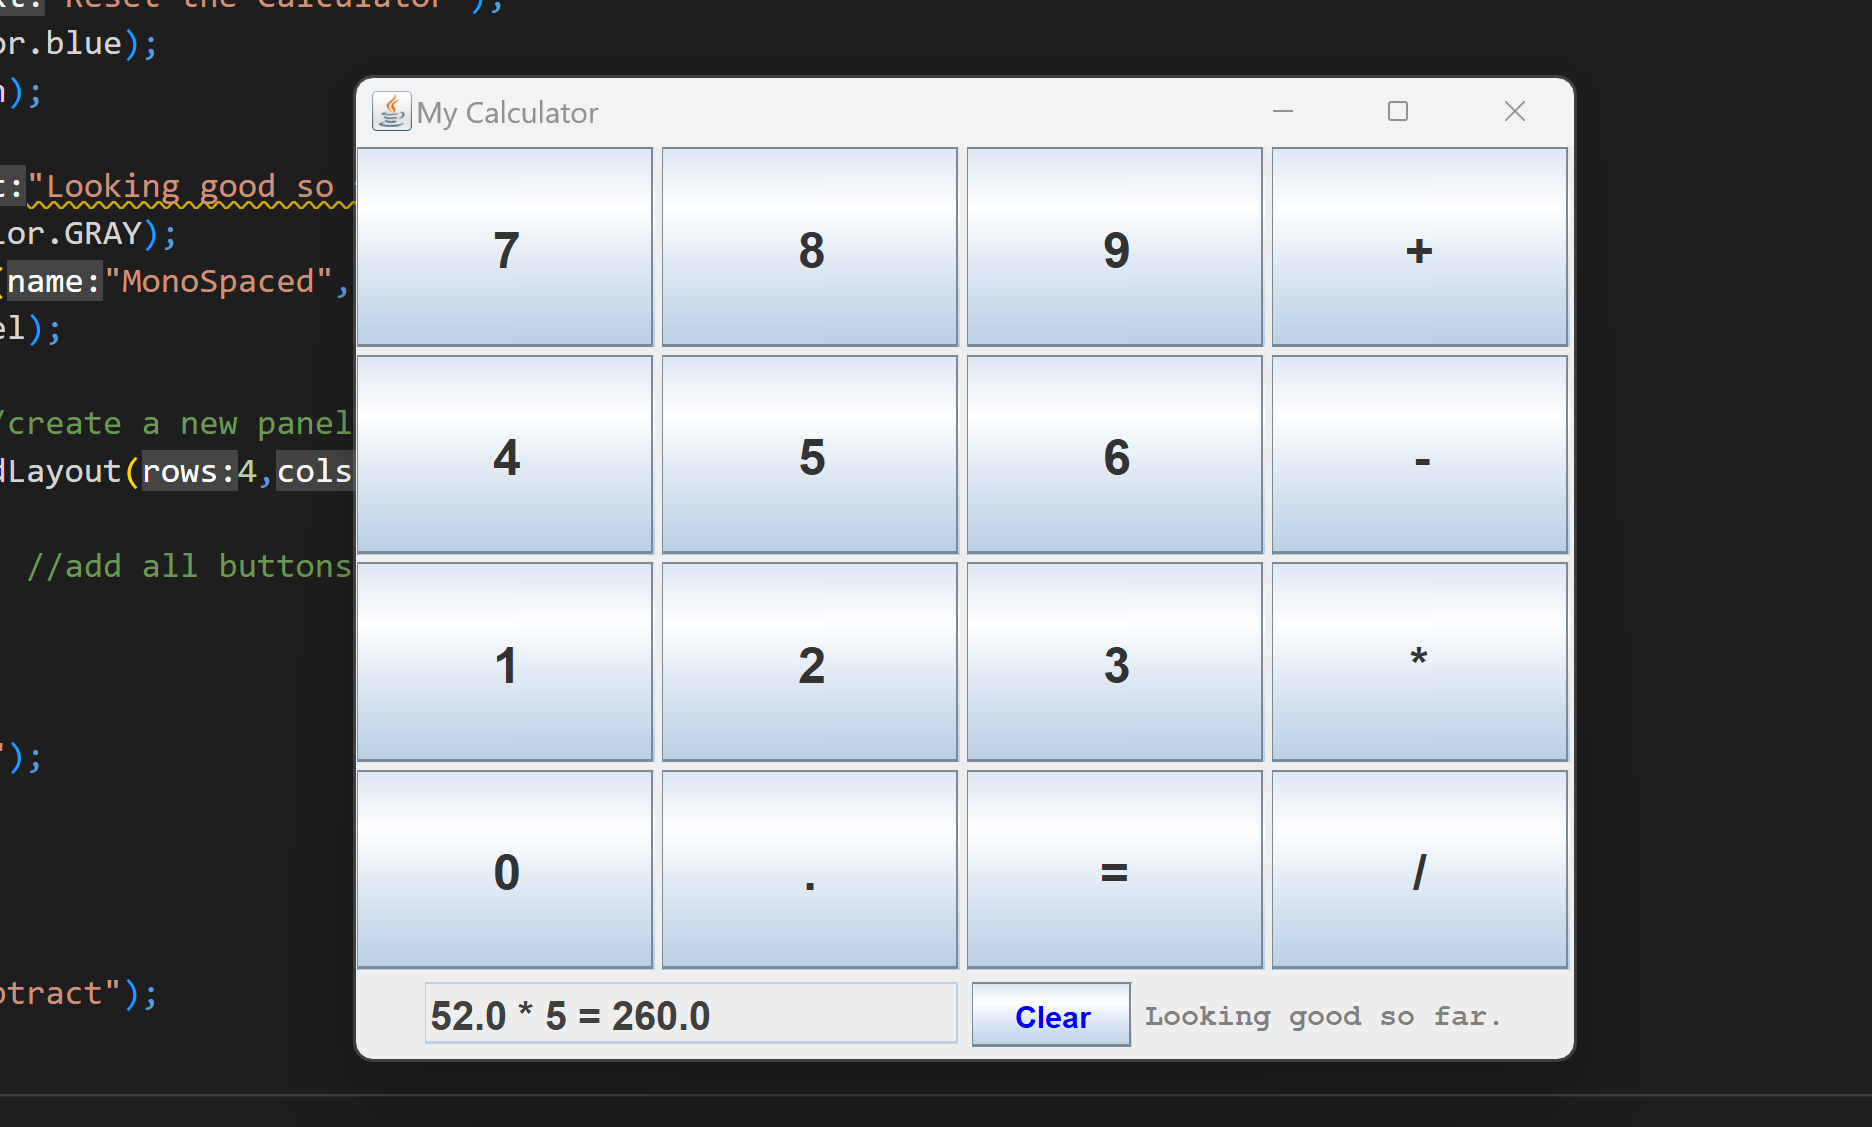 Reset the Calculator");
or.blue);
);
My Calculator
t:"Looking good so
lor.GRAY);
(name:"MonoSpaced",
el);
7 8 9 +
/create a new panel
dLayout(rows:4,cols
4 5 6 -
//add all buttons
1 2 3 *
");
0 . = /
btract");
52.0 * 5 = 260.0
Clear
Looking good so far.